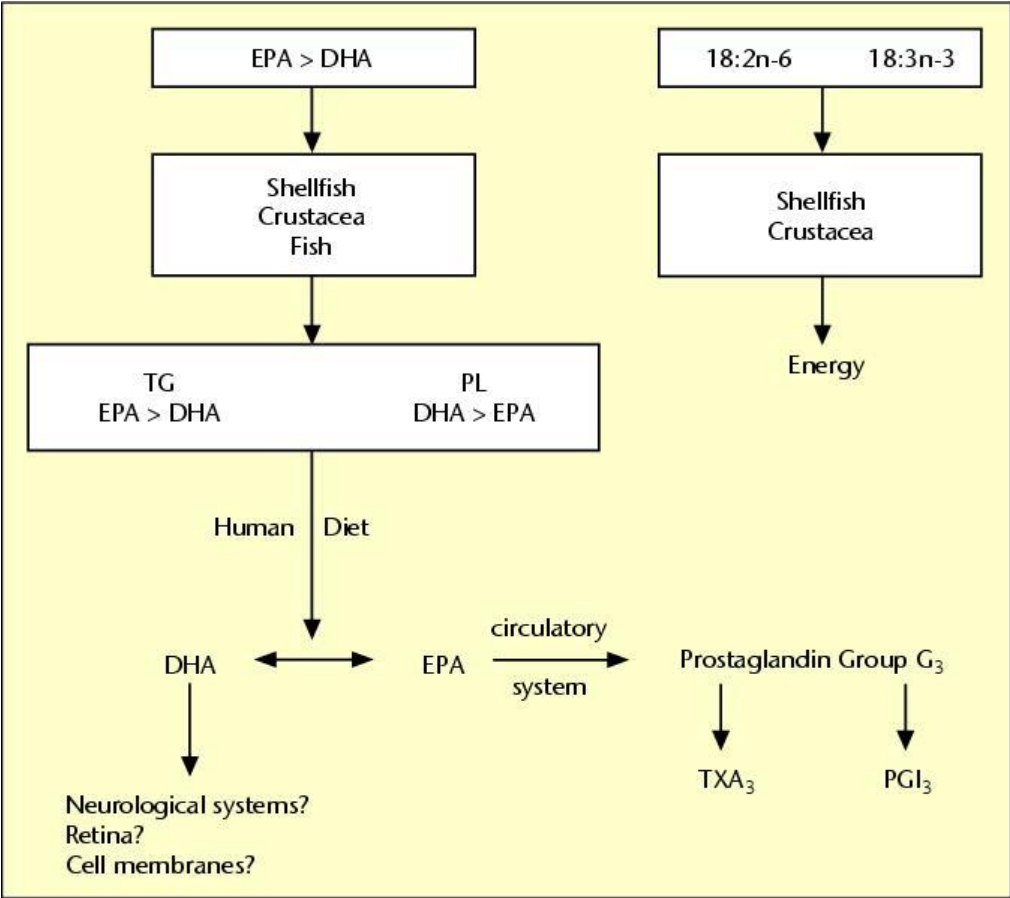 EPA > DHA
18:2n-6 18:3n-3
Shellfish
Crustacea
Fish
Shellfish
Crustacea
Energy
TG
EPA > DHA
PL
DHA > EPA
Human Diet
DHA
EPA
circulatory
system
Prostaglandin Group G₃
TXA₃
PGI₃
Neurological systems?
Retina?
Cell membranes?